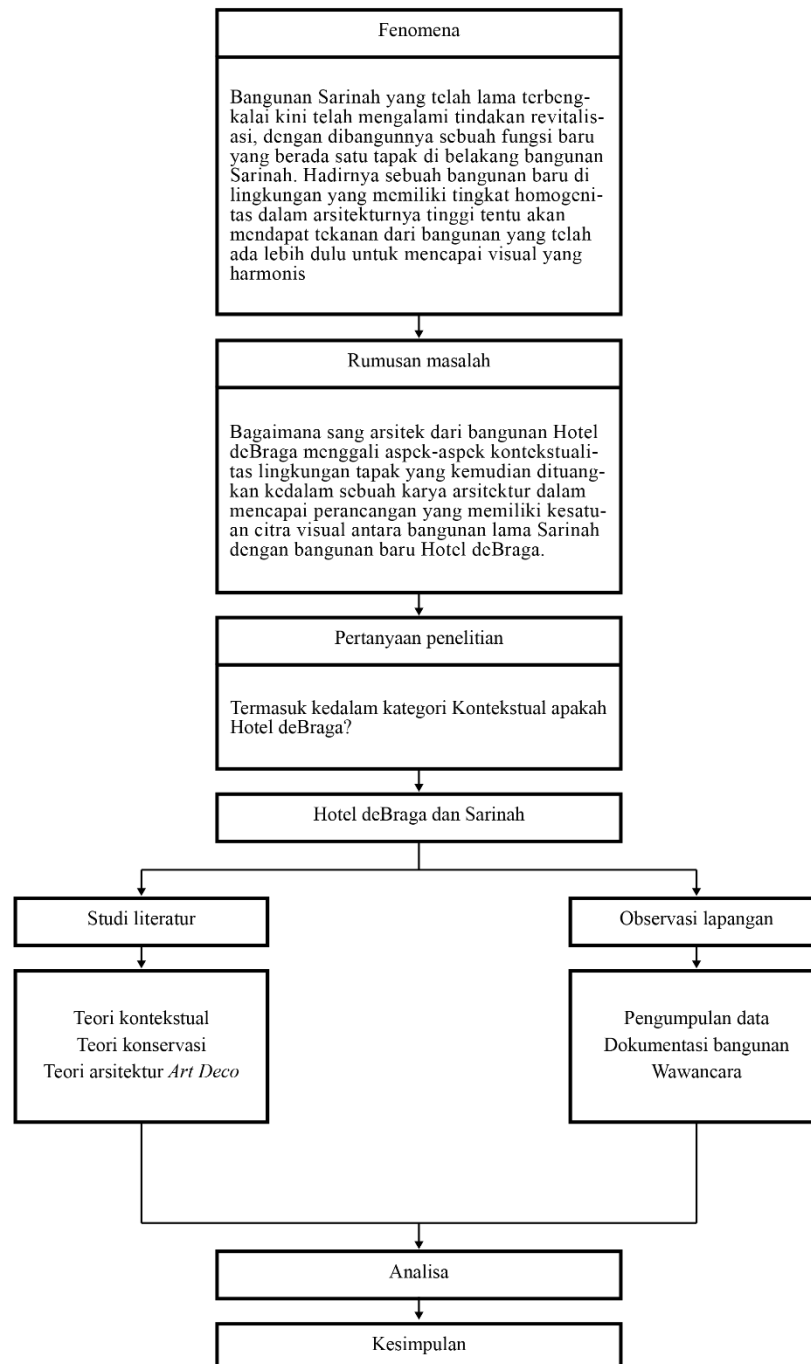 Fenomena
Bangunan Sarinah yang telah lama terbeng-
kalai kini telah mengalami tindakan revitalis-
asi, dengan dibangunnya sebuah fungsi baru
yang berada satu tapak di belakang bangunan
Sarinah. Hadirnya sebuah bangunan baru di
lingkungan yang memiliki tingkat homogeni-
tas dalam arsitekturnya tinggi tentu akan
mendapat tekanan dari bangunan yang telah
ada lebih dulu untuk mencapai visual yang
harmonis
Rumusan masalah
Bagaimana sang arsitek dari bangunan Hotel
deBraga menggali aspek-aspek kontekstuali-
tas lingkungan tapak yang kemudian dituang-
kan kedalam sebuah karya arsitektur dalam
mencapai perancangan yang memiliki kesatu-
an citra visual antara bangunan lama Sarinah
dengan bangunan baru Hotel deBraga.
Pertanyaan penelitian
Termasuk kedalam kategori Kontekstual apakah
Hotel deBraga?
Hotel deBraga dan Sarinah
Studi literatur
Teori kontekstual
Teori konservasi
Teori arsitektur Art Deco
Observasi lapangan
Pengumpulan data
Dokumentasi bangunan
Wawancara
Analisa
Kesimpulan